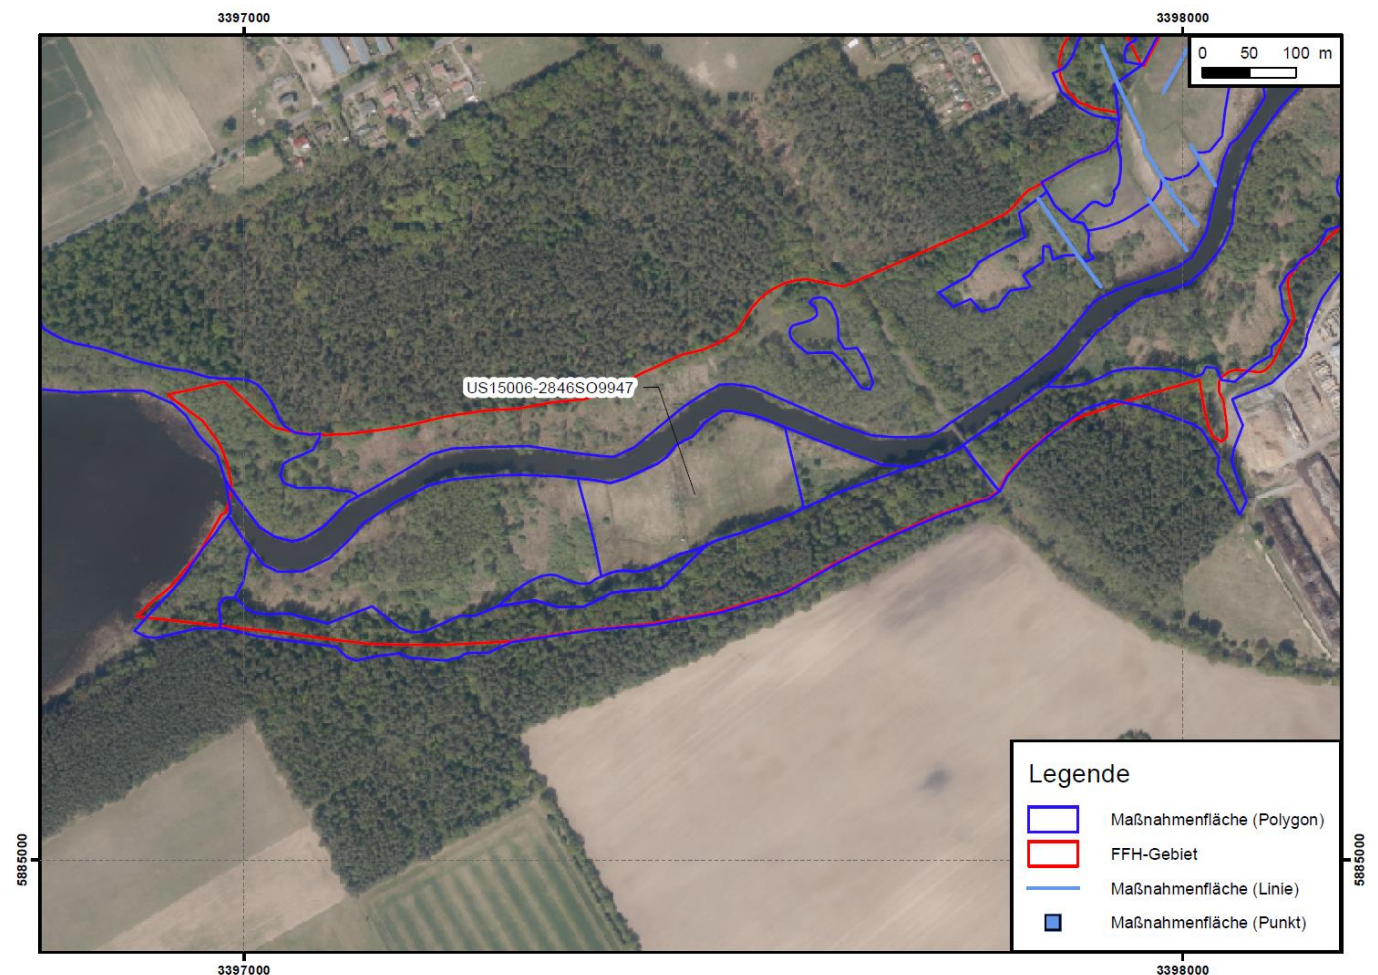 3397000
3398000
0 50 100 m
US15006-2846SO9947
5885000
5885000
Legende
Maßnahmenfläche (Polygon)
FFH-Gebiet
Maßnahmenfläche (Linie)
Maßnahmenfläche (Punkt)
3397000
3398000